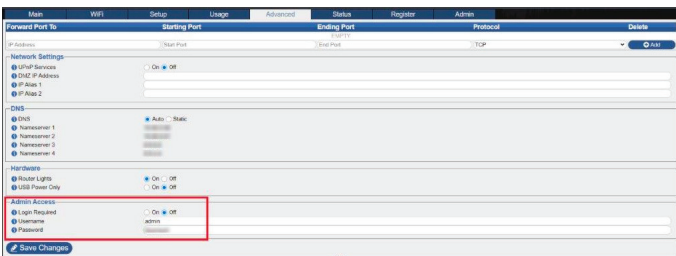 Main WiFi Setup Usage Advanced Status Register Admin
Forward Port To Starting Port Ending Port Protocol Delete
EMPTY
IP Address Start Port End Port TCP Add
Network Settings
UPnP Services On Off
DMZ IP Address
IP Alias 1
IP Alias 2
DNS
DNS Auto Static
Nameserver 1
Nameserver 2
Nameserver 3
Nameserver 4
Hardware
Router Lights On Off
USB Power Only On Off
Admin Access
Login Required On Off
Username admin
Password
Save Changes